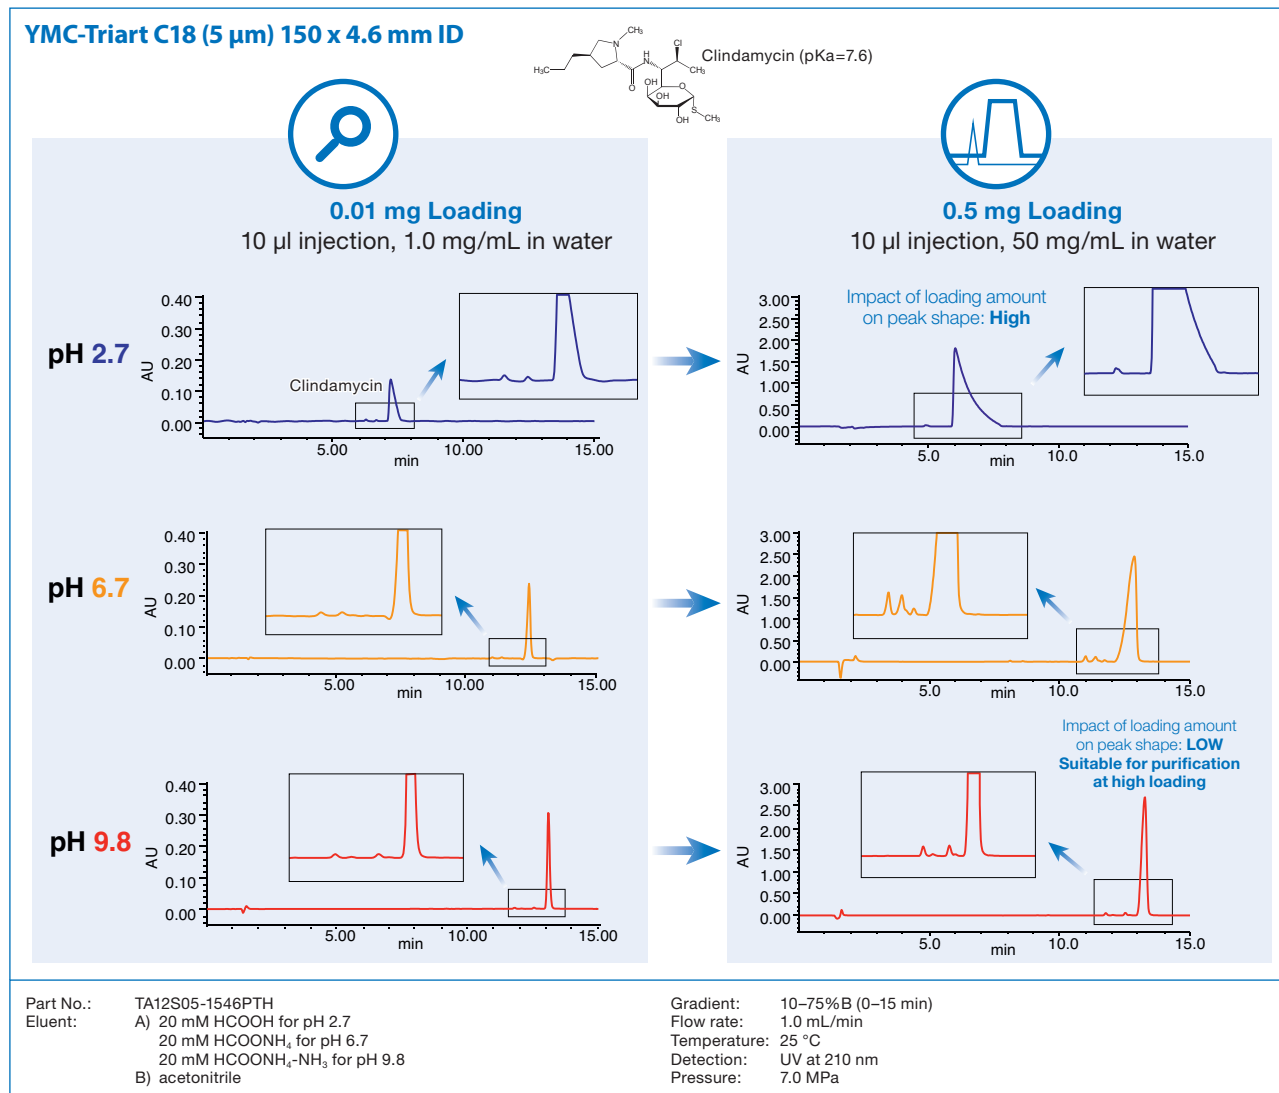 YMC-Triart C18 (5 µm) 150 x 4.6 mm ID
CH₃
N
H
N
Cl
H₃C
O
CH₃
OH
O
OH
S
CH₃
OH
Clindamycin (pKa=7.6)
0.01 mg Loading
10 µl injection, 1.0 mg/mL in water
0.5 mg Loading
10 µl injection, 50 mg/mL in water
pH 2.7
AU
0.40
0.30
0.20
0.10
0.00
Clindamycin
5.00
10.00
15.00
min
AU
3.00
2.50
2.00
1.50
1.00
0.50
0.00
Impact of loading amount
on peak shape: High
5.0
10.0
15.0
min
pH 6.7
AU
0.40
0.30
0.20
0.10
0.00
5.00
10.00
15.00
min
AU
3.00
2.50
2.00
1.50
1.00
0.50
0.00
5.0
10.0
15.0
min
pH 9.8
AU
0.40
0.30
0.20
0.10
0.00
5.00
10.00
15.00
min
Impact of loading amount
on peak shape: LOW
Suitable for purification
at high loading
AU
3.00
2.50
2.00
1.50
1.00
0.50
0.00
5.0
10.0
15.0
min
Part No.: TA12S05-1546PTH
Eluent: A) 20 mM HCOOH for pH 2.7
20 mM HCOONH₄ for pH 6.7
20 mM HCOONH₄-NH₃ for pH 9.8
B) acetonitrile
Gradient: 10–75%B (0–15 min)
Flow rate: 1.0 mL/min
Temperature: 25 °C
Detection: UV at 210 nm
Pressure: 7.0 MPa